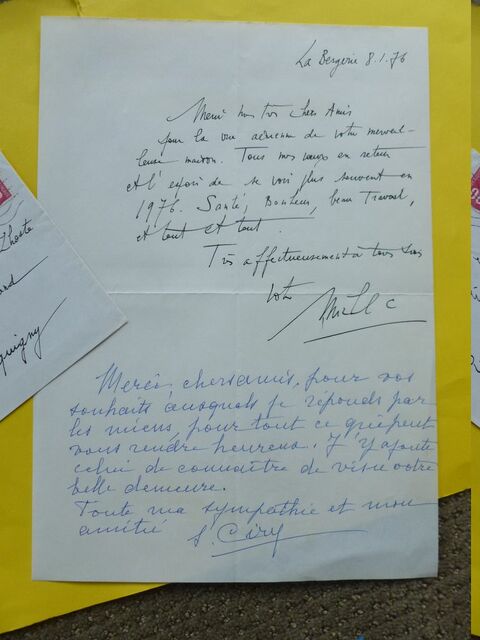 La Bergerie 8.1.76
Merci mes très chers Amis
pour la vue aérienne de votre merveil-
leuse maison. Tous mes vœux en retour
et l'espoir de se voir plus souvent en
1976. Santé, Bonheur, beau Travail,
et tout et tout.
Très affectueusement à tous trois
Votre
Merci, chers amis, pour vos
souhaits auxquels je réponds par
les miens, pour tout ce qui peut
vous rendre heureux. J'y ajoute
celui de connaître de visu votre
belle demeure.
Toute ma sympathie et mon
amitié
Lhoste
quigny